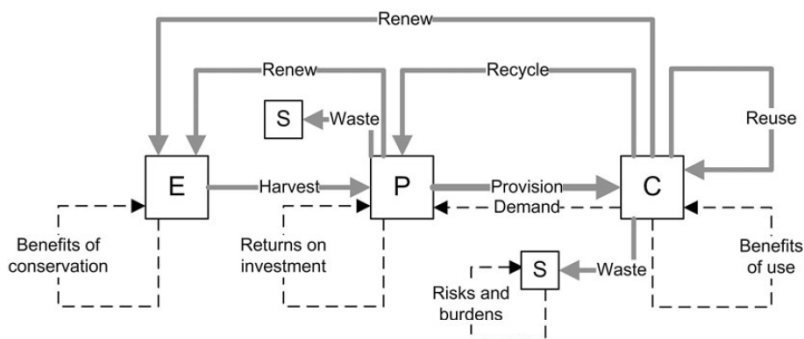 Renew
Renew
Recycle
S
Waste
Reuse
E
Harvest
P
Provision
C
Demand
Benefits of
conservation
Returns on
investment
Benefits
of use
S
Waste
Risks and
burdens